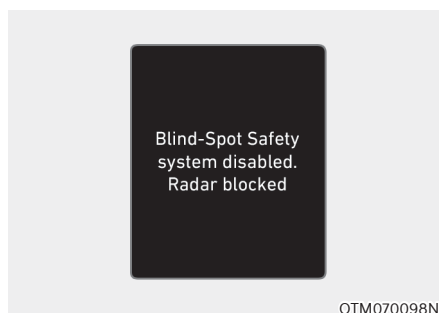 Blind-Spot Safety
system disabled.
Radar blocked
OTM070098N